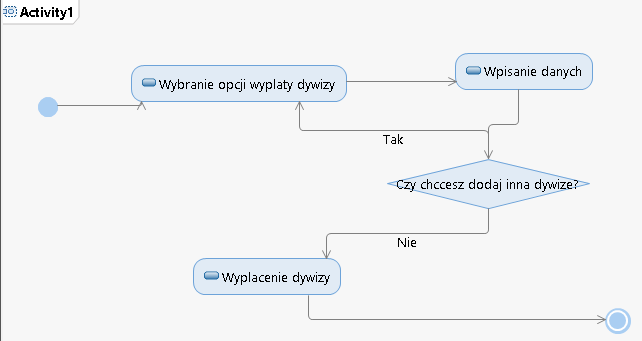 Activity1
Wybranie opcji wyplaty dywizy
Wpisanie danych
Tak
Czy chccesz dodaj inna dywize?
Nie
Wyplacenie dywizy